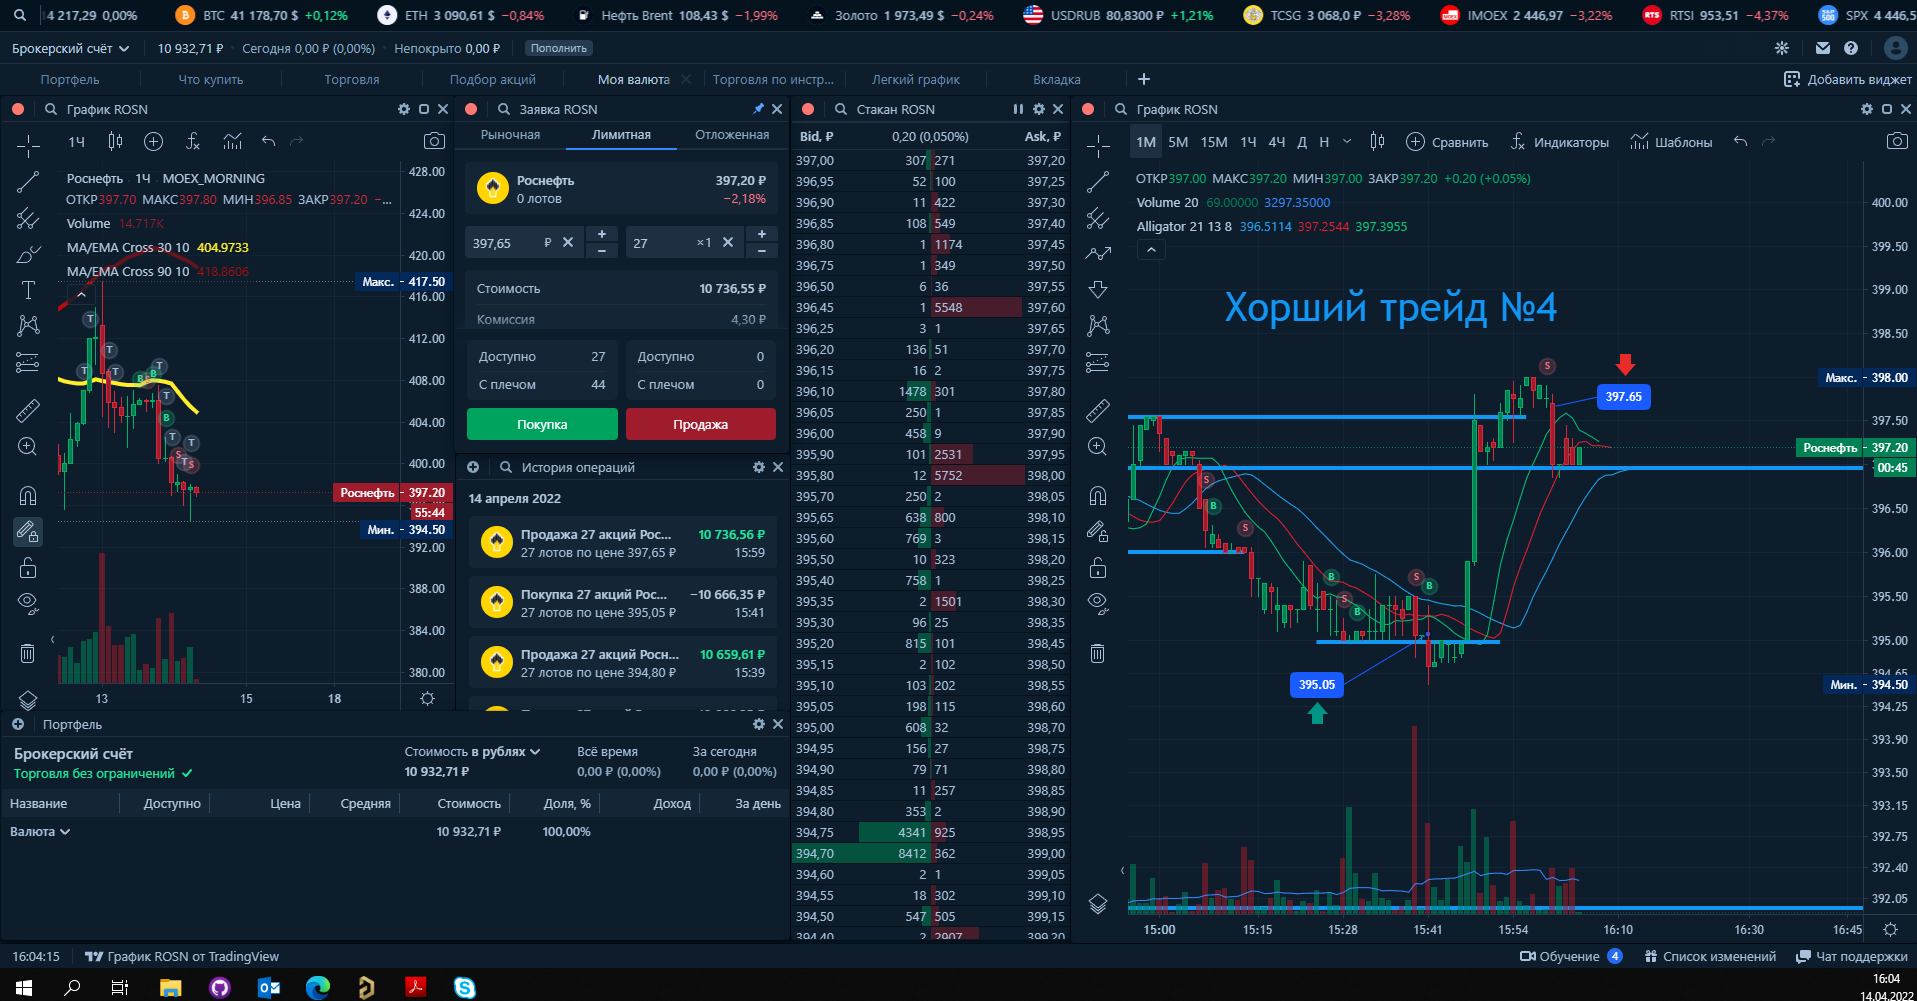 4 217,29 0,00%
BTC 41 178,70 $ +0,12%
ETH 3 090,61 $ −0,84%
Нефть Brent 108,43 $ −1,99%
Золото 1 973,49 $ −0,24%
USDRUB 80,8300 ₽ +1,21%
TCSG 3 068,0 ₽ −3,28%
IMOEX 2 446,97 −3,22%
RTS RTSI 953,51 −4,37%
S&P 500 SPX 4 446,5
Брокерский счёт 10 932,71 ₽ · Сегодня 0,00 ₽ (0,00%) · Непокрыто 0,00 ₽ Пополнить
Портфель Что купить Торговля Подбор акций Моя валюта Торговля по инстр... Легкий график Вкладка Добавить виджет
График ROSN
1Ч
Роснефть · 1Ч · MOEX_MORNING
ОТКР397.70 МАКС397.80 МИН396.85 ЗАКР397.20 −...
Volume 14.717K
MA/EMA Cross 30 10 404.9733
MA/EMA Cross 90 10 418.8606
428.00
424.00
420.00
Макс. 417.50
416.00
412.00
408.00
404.00
400.00
Роснефть 397.20
55:44
Мин. 394.50
392.00
388.00
384.00
380.00
13 15 18
Заявка ROSN
Рыночная Лимитная Отложенная
Роснефть 397,20 ₽
0 лотов −2,18%
397,65 ₽ 27 ×1
Стоимость 10 736,55 ₽
Комиссия 4,30 ₽
Доступно 27 Доступно 0
С плечом 44 С плечом 0
Покупка Продажа
История операций
14 апреля 2022
Продажа 27 акций Рос... 10 736,56 ₽
27 лотов по цене 397,65 ₽ 15:59
Покупка 27 акций Рос... −10 666,35 ₽
27 лотов по цене 395,05 ₽ 15:41
Продажа 27 акций Росн... 10 659,61 ₽
27 лотов по цене 394,80 ₽ 15:39
Стакан ROSN
Bid, ₽ 0,20 (0,050%) Ask, ₽
397,00 307 271 397,20
396,95 52 100 397,25
396,90 11 422 397,30
396,85 108 549 397,40
396,80 1 1174 397,45
396,75 1 349 397,50
396,50 6 36 397,55
396,45 1 5548 397,60
396,25 3 1 397,65
396,20 136 51 397,70
396,15 16 2 397,75
396,10 1478 301 397,80
396,05 250 1 397,85
396,00 458 9 397,90
395,90 101 2531 397,95
395,80 12 5752 398,00
395,70 250 2 398,05
395,65 638 800 398,10
395,60 769 3 398,15
395,50 10 323 398,20
395,40 758 1 398,25
395,35 2 1501 398,30
395,30 96 25 398,35
395,20 815 101 398,45
395,15 2 102 398,50
395,10 103 202 398,55
395,05 198 115 398,60
395,00 608 32 398,70
394,95 156 27 398,75
394,90 79 71 398,80
394,85 11 257 398,85
394,80 353 2 398,90
394,75 4341 925 398,95
394,70 8412 362 399,00
394,60 2 1 399,05
394,55 18 302 399,10
394,50 547 505 399,15
394,40 2 2907 399,20
График ROSN
1М 5М 15М 1Ч 4Ч Д Н Сравнить Индикаторы Шаблоны
ОТКР397.00 МАКС397.20 МИН397.00 ЗАКР397.20 +0.20 (+0.05%)
Volume 20 69.00000 3297.35000
Alligator 21 13 8 396.5114 397.2544 397.3955
Хорший трейд №4
397.65
395.05
400.00
399.50
399.00
398.50
Макс. 398.00
397.50
Роснефть 397.20
00:45
396.50
396.00
395.50
395.00
394.65
Мин. 394.50
394.25
393.90
393.50
393.15
392.75
392.40
392.05
15:00 15:15 15:28 15:41 15:54 16:10 16:30 16:45
Портфель
Брокерский счёт Стоимость в рублях Всё время За сегодня
Торговля без ограничений 10 932,71 ₽ 0,00 ₽ (0,00%) 0,00 ₽ (0,00%)
Название Доступно Цена Средняя Стоимость Доля, % Доход За день
Валюта 10 932,71 ₽ 100,00%
16:04:15 График ROSN от TradingView Обучение 4 Список изменений Чат поддержки
16:04
14.04.2022